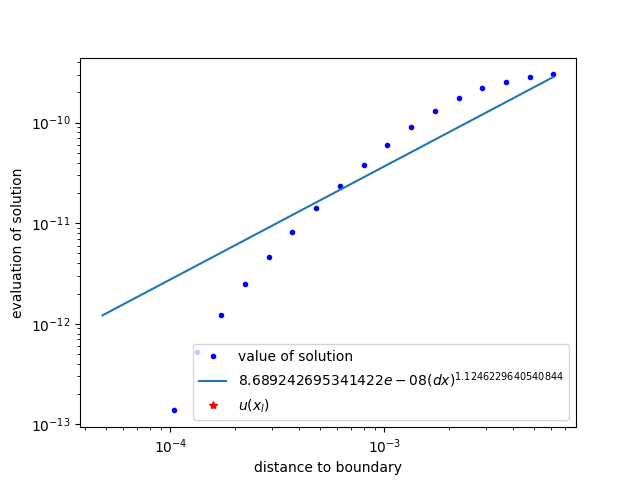 10⁻¹⁰
10⁻¹¹
10⁻¹²
10⁻¹³
evaluation of solution
value of solution
8.689242695341422e − 08(dx)¹·¹²⁴⁶²²⁹⁶⁴⁰⁵⁴⁰⁸⁴⁴
u(xₗ)
10⁻⁴
10⁻³
distance to boundary